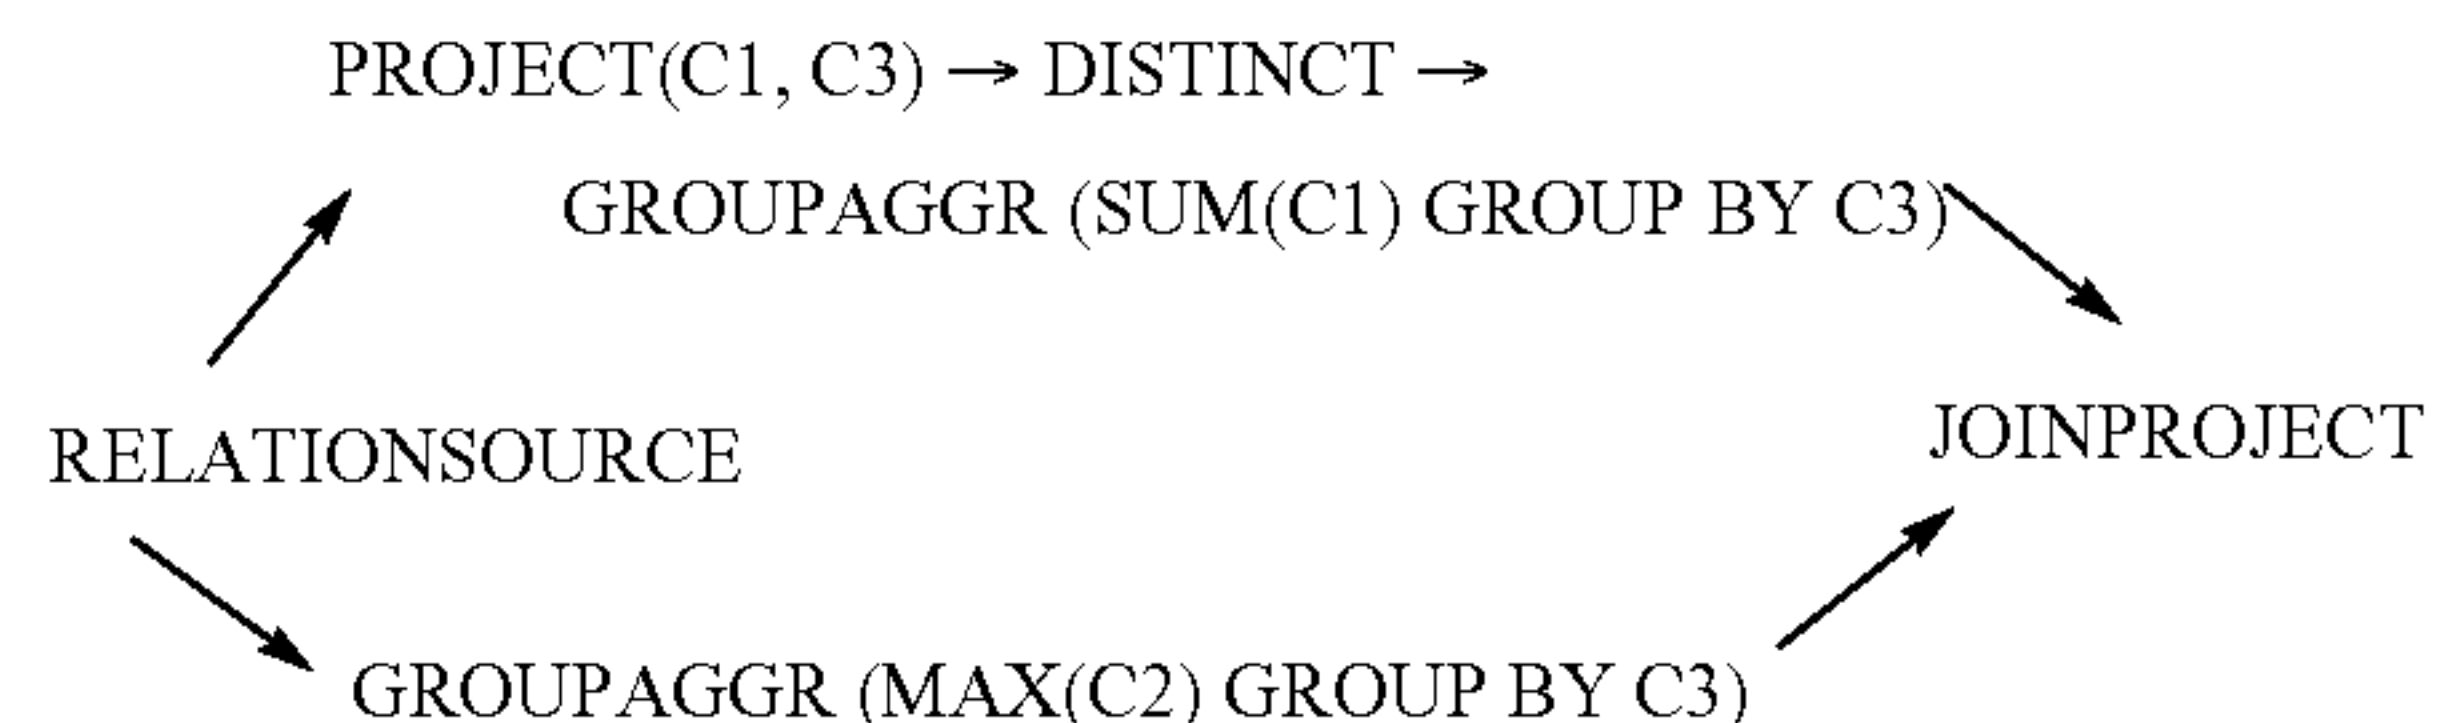 PROJECT(C1, C3) → DISTINCT →
GROUPAGGR (SUM(C1) GROUP BY C3)
RELATIONSOURCE
JOINPROJECT
GROUPAGGR (MAX(C2) GROUP BY C3)